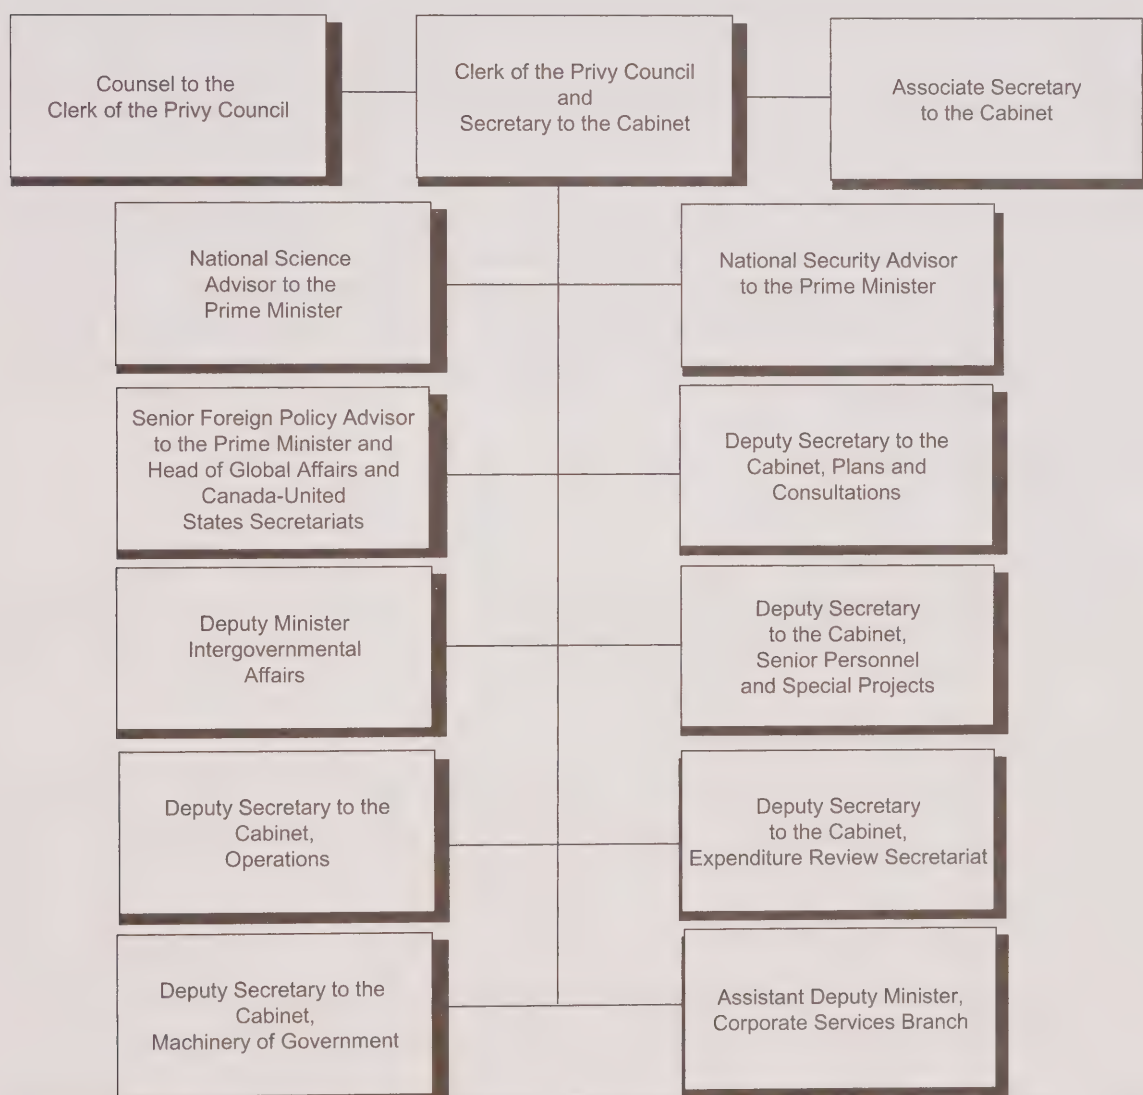 Counsel to the
Clerk of the Privy Council
Clerk of the Privy Council
and
Secretary to the Cabinet
Associate Secretary
to the Cabinet
National Science
Advisor to the
Prime Minister
National Security Advisor
to the Prime Minister
Senior Foreign Policy Advisor
to the Prime Minister and
Head of Global Affairs and
Canada-United
States Secretariats
Deputy Secretary to the
Cabinet, Plans and
Consultations
Deputy Minister
Intergovernmental
Affairs
Deputy Secretary
to the Cabinet,
Senior Personnel
and Special Projects
Deputy Secretary to the
Cabinet,
Operations
Deputy Secretary
to the Cabinet,
Expenditure Review Secretariat
Deputy Secretary to the
Cabinet,
Machinery of Government
Assistant Deputy Minister,
Corporate Services Branch